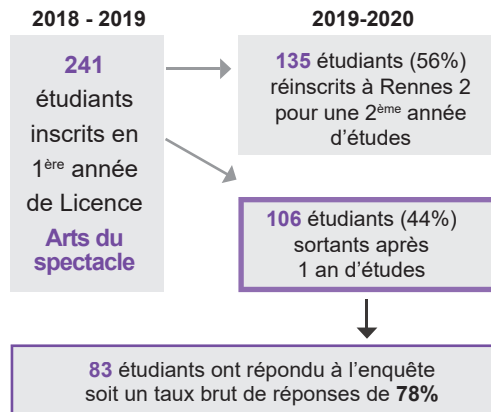 2018 - 2019
241
étudiants
inscrits en
1ère année
de Licence
Arts du
spectacle
2019-2020
135 étudiants (56%)
réinscrits à Rennes 2
pour une 2ème année
d'études
106 étudiants (44%)
sortants après
1 an d'études
83 étudiants ont répondu à l'enquête
soit un taux brut de réponses de 78%